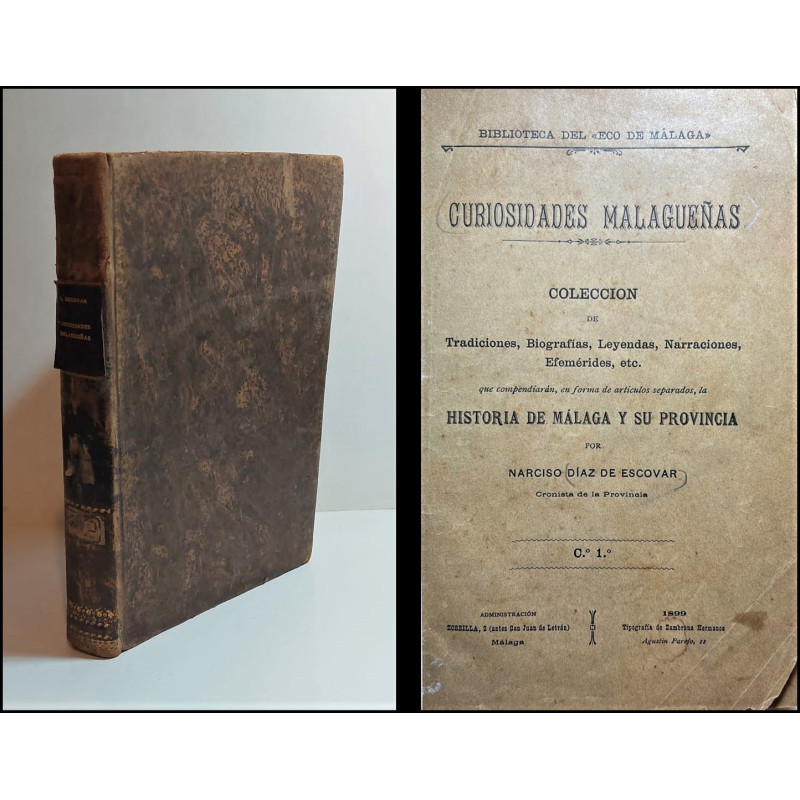 ESCOVAR
CURIOSIDADES
MALAGUEÑAS
BIBLIOTECA DEL «ECO DE MÁLAGA»
CURIOSIDADES MALAGUEÑAS
COLECCION
DE
Tradiciones, Biografías, Leyendas, Narraciones,
Efemérides, etc.
que compendiarán, en forma de artículos separados, la
HISTORIA DE MÁLAGA Y SU PROVINCIA
POR
NARCISO DÍAZ DE ESCOVAR
Cronista de la Provincia
C.º 1.º
ADMINISTRACIÓN
ZORRILLA, 2 (antes San Juan de Letrán)
Málaga
1899
Tipografía de Zambrana Hermanos
Agustín Parejo, 11